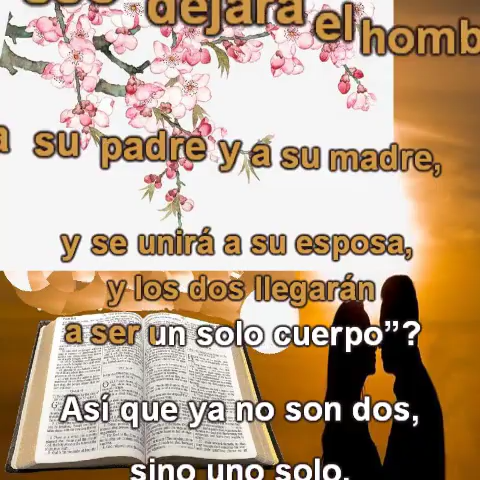 dejará el homb
a su padre y a su madre,
y se unirá a su esposa,
y los dos llegarán
a ser un solo cuerpo”?
Así que ya no son dos,
sino uno solo.